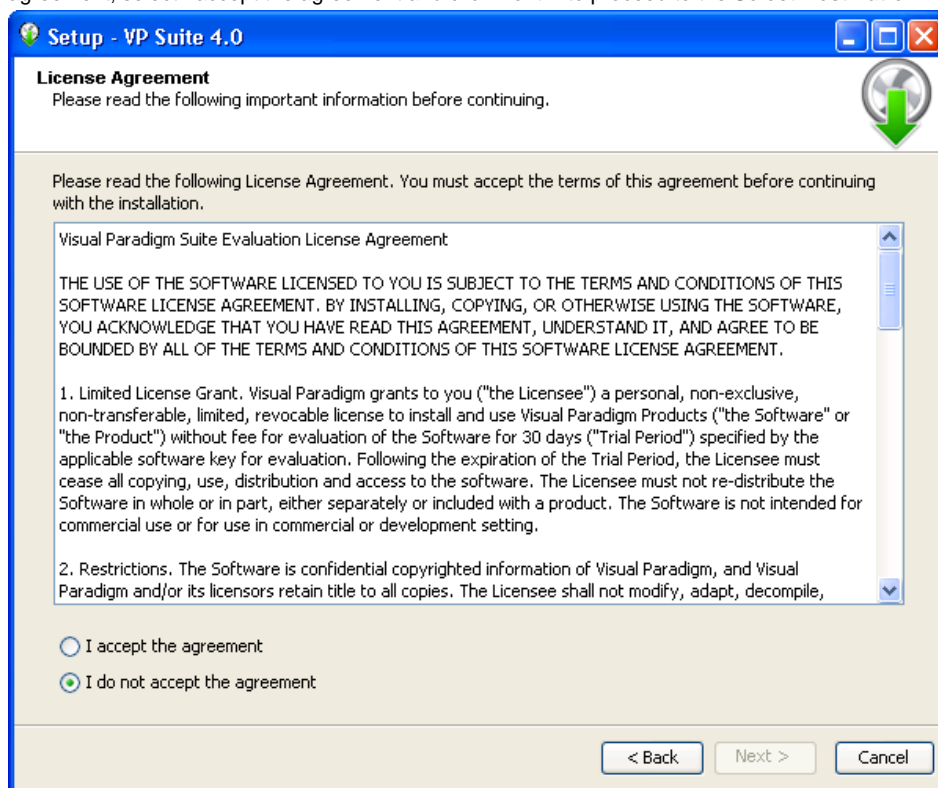 Setup - VP Suite 4.0
License Agreement
Please read the following important information before continuing.
Please read the following License Agreement. You must accept the terms of this agreement before continuing
with the installation.
Visual Paradigm Suite Evaluation License Agreement
THE USE OF THE SOFTWARE LICENSED TO YOU IS SUBJECT TO THE TERMS AND CONDITIONS OF THIS
SOFTWARE LICENSE AGREEMENT. BY INSTALLING, COPYING, OR OTHERWISE USING THE SOFTWARE,
YOU ACKNOWLEDGE THAT YOU HAVE READ THIS AGREEMENT, UNDERSTAND IT, AND AGREE TO BE
BOUNDED BY ALL OF THE TERMS AND CONDITIONS OF THIS SOFTWARE LICENSE AGREEMENT.
1. Limited License Grant. Visual Paradigm grants to you ("the Licensee") a personal, non-exclusive,
non-transferable, limited, revocable license to install and use Visual Paradigm Products ("the Software" or
"the Product") without fee for evaluation of the Software for 30 days ("Trial Period") specified by the
applicable software key for evaluation. Following the expiration of the Trial Period, the Licensee must
cease all copying, use, distribution and access to the software. The Licensee must not re-distribute the
Software in whole or in part, either separately or included with a product. The Software is not intended for
commercial use or for use in commercial or development setting.
2. Restrictions. The Software is confidential copyrighted information of Visual Paradigm, and Visual
Paradigm and/or its licensors retain title to all copies. The Licensee shall not modify, adapt, decompile,
I accept the agreement
I do not accept the agreement
< Back Next > Cancel